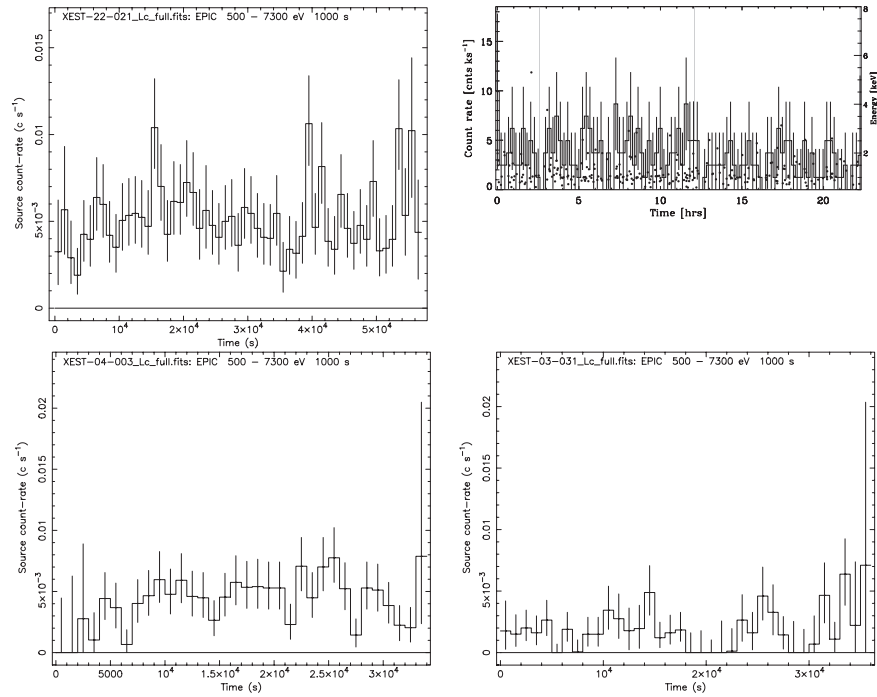 XEST-22-021_Lc_full.fits: EPIC 500 - 7300 eV 1000 s
Source count-rate (c s⁻¹)
0.015
0.01
5×10⁻³
0
0 10⁴ 2×10⁴ 3×10⁴ 4×10⁴ 5×10⁴
Time (s)
Count rate [cnts ks⁻¹]
15
10
5
0
8
6
4
2
Energy [keV]
0 5 10 15 20
Time [hrs]
XEST-04-003_Lc_full.fits: EPIC 500 - 7300 eV 1000 s
Source count-rate (c s⁻¹)
0.02
0.015
0.01
5×10⁻³
0
0 5000 10⁴ 1.5×10⁴ 2×10⁴ 2.5×10⁴ 3×10⁴
Time (s)
XEST-03-031_Lc_full.fits: EPIC 500 - 7300 eV 1000 s
Source count-rate (c s⁻¹)
0.02
0.015
0.01
5×10⁻³
0
0 10⁴ 2×10⁴ 3×10⁴
Time (s)